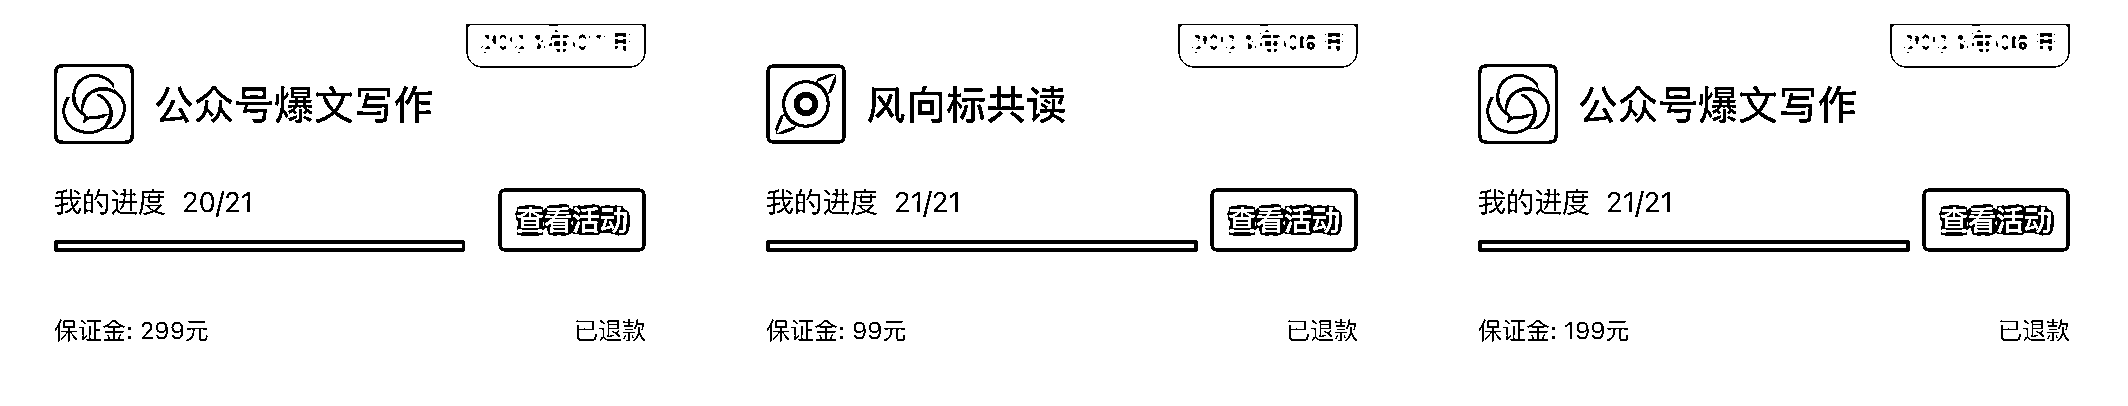 公众号爆文写作
我的进度 20/21
查看活动
保证金: 299元
已退款
风向标共读
我的进度 21/21
查看活动
保证金: 99元
已退款
公众号爆文写作
我的进度 21/21
查看活动
保证金: 199元
已退款